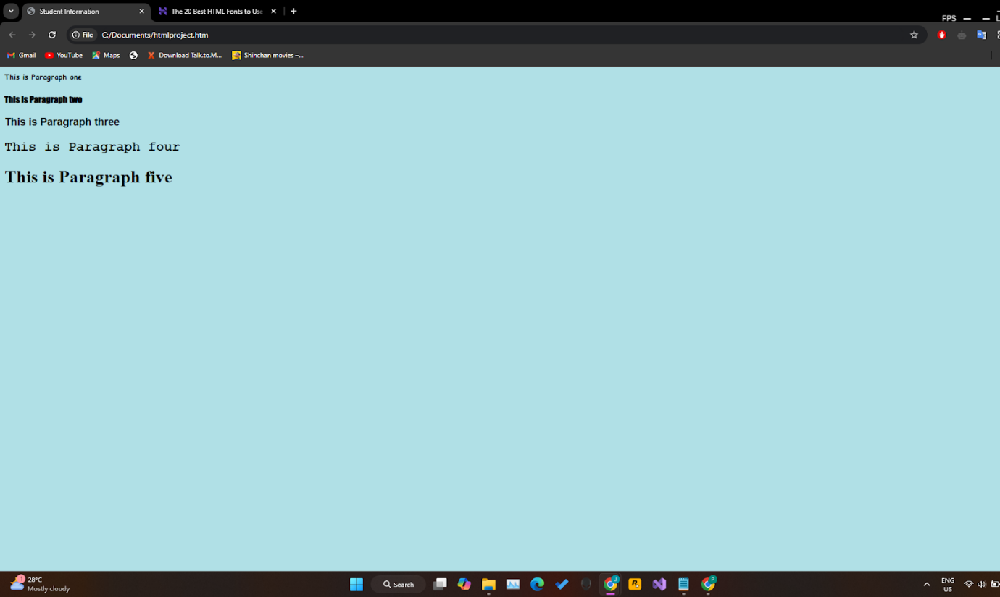 Student Information
The 20 Best HTML Fonts to Use
FPS
File
C:/Documents/htmlproject.htm
Gmail YouTube Maps Download Talk.to.M... Shinchan movies –...
This is Paragraph one
This is Paragraph two
This is Paragraph three
This is Paragraph four
This is Paragraph five
1
28°C
Mostly cloudy
Search
ENG
US